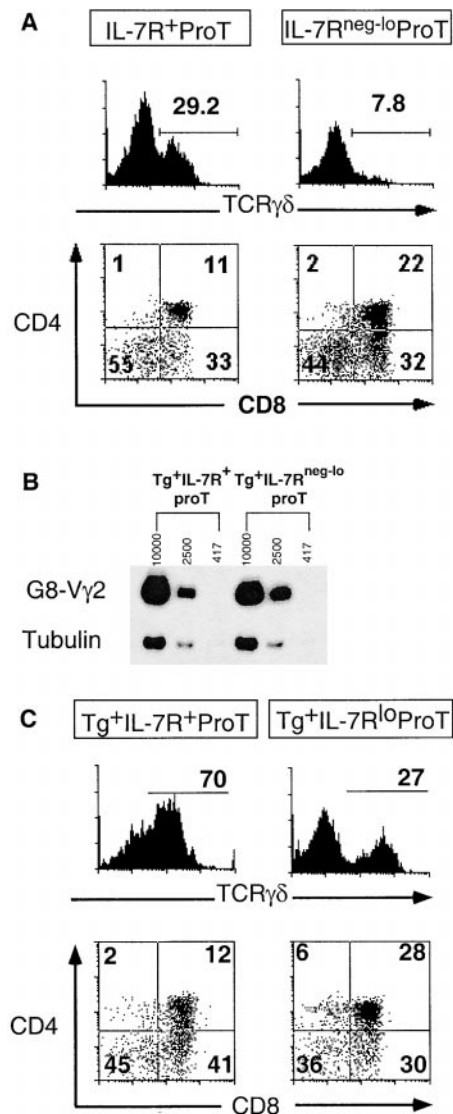 A
IL-7R+ProT IL-7Rneg-loProT
29.2 7.8
TCRγδ
1 11 2 22
CD4
55 33 44 32
CD8
B
Tg+IL-7R+ Tg+IL-7Rneg-lo
proT proT
10000 2500 417 10000 2500 417
G8-Vγ2
Tubulin
C
Tg+IL-7R+ProT Tg+IL-7RloProT
70 27
TCRγδ
2 12 6 28
CD4
45 41 36 30
CD8